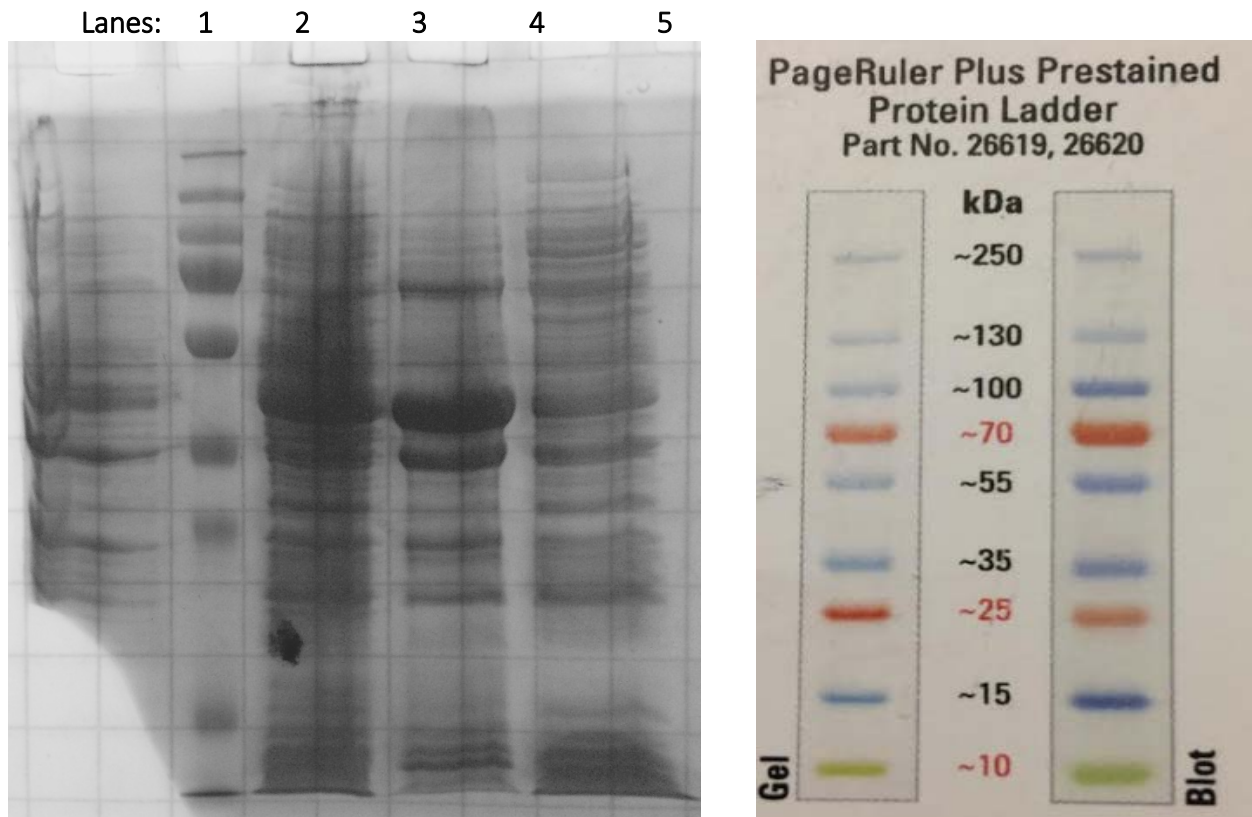 Lanes: 1 2 3 4 5
PageRuler Plus Prestained
Protein Ladder
Part No. 26619, 26620
kDa
~250
~130
~100
~70
~55
~35
~25
~15
~10
Gel
Blot